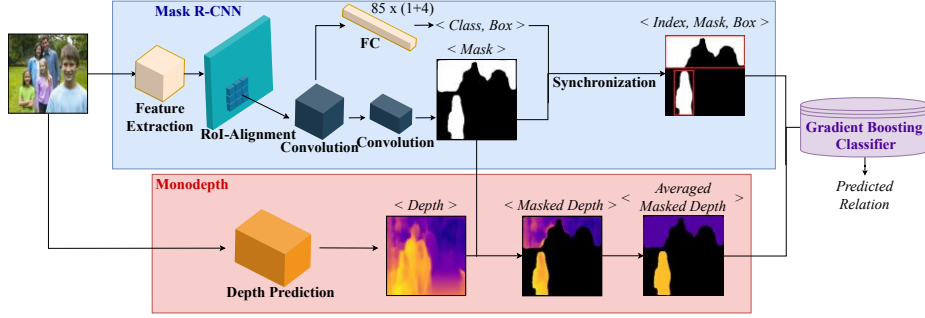 Mask R-CNN
85 x (1+4)
FC
< Class, Box >
< Mask >
< Index, Mask, Box >
Synchronization
Feature
Extraction
RoI-Alignment
Convolution
Convolution
Gradient Boosting
Classifier
Predicted
Relation
Monodepth
< Depth >
< Masked Depth >
< Averaged
Masked Depth >
Depth Prediction